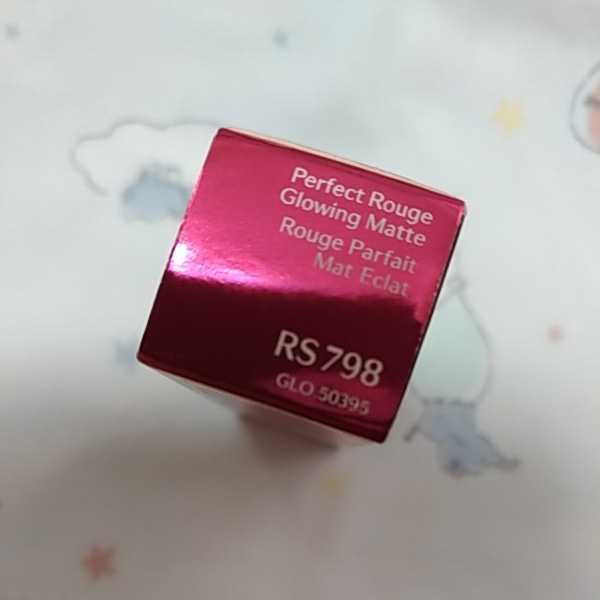 Perfect Rouge
Glowing Matte
Rouge Parfait
Mat Eclat
RS 798
GLO 50395